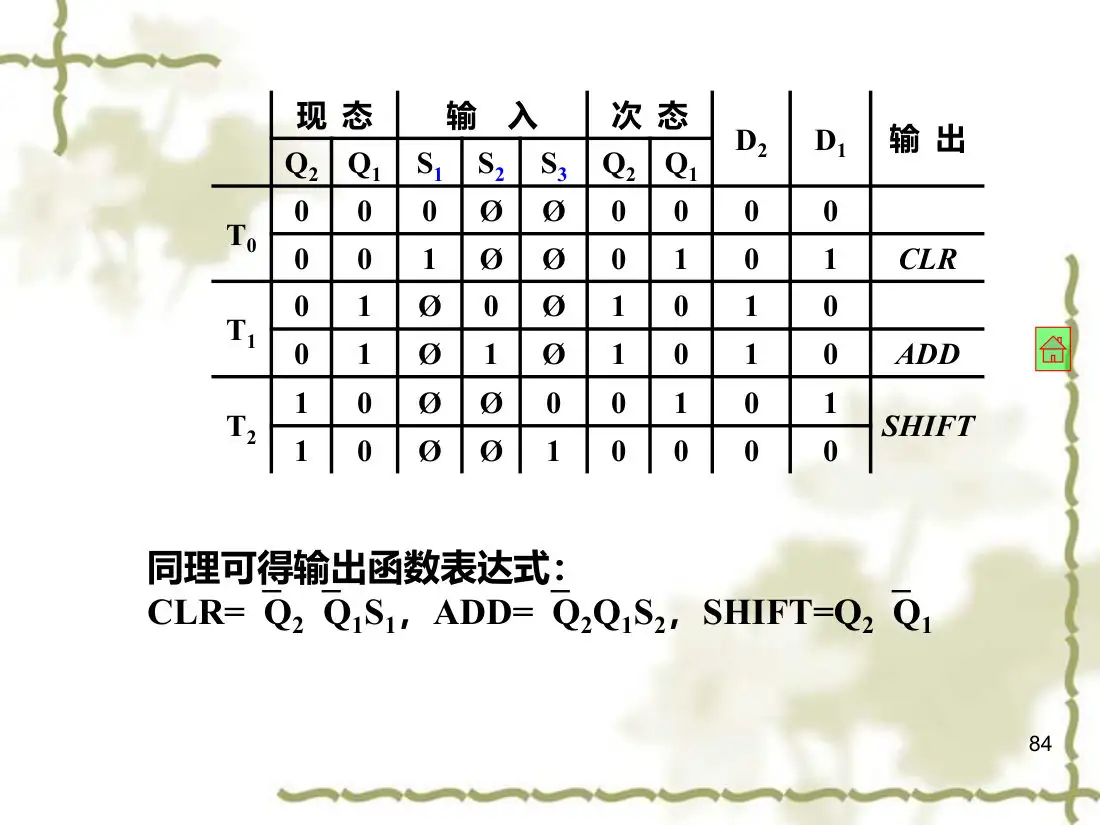 现 态 输 入 次 态 D₂ D₁ 输 出
Q₂ Q₁ S₁ S₂ S₃ Q₂ Q₁
T₀ 0 0 0 Ø Ø 0 0 0 0
0 0 1 Ø Ø 0 1 0 1 CLR
T₁ 0 1 Ø 0 Ø 1 0 1 0
0 1 Ø 1 Ø 1 0 1 0 ADD
T₂ 1 0 Ø Ø 0 0 1 0 1 SHIFT
1 0 Ø Ø 1 0 0 0 0
同理可得输出函数表达式：
CLR= Q̅₂ Q̅₁S₁，ADD= Q̅₂Q₁S₂，SHIFT=Q₂ Q̅₁
84